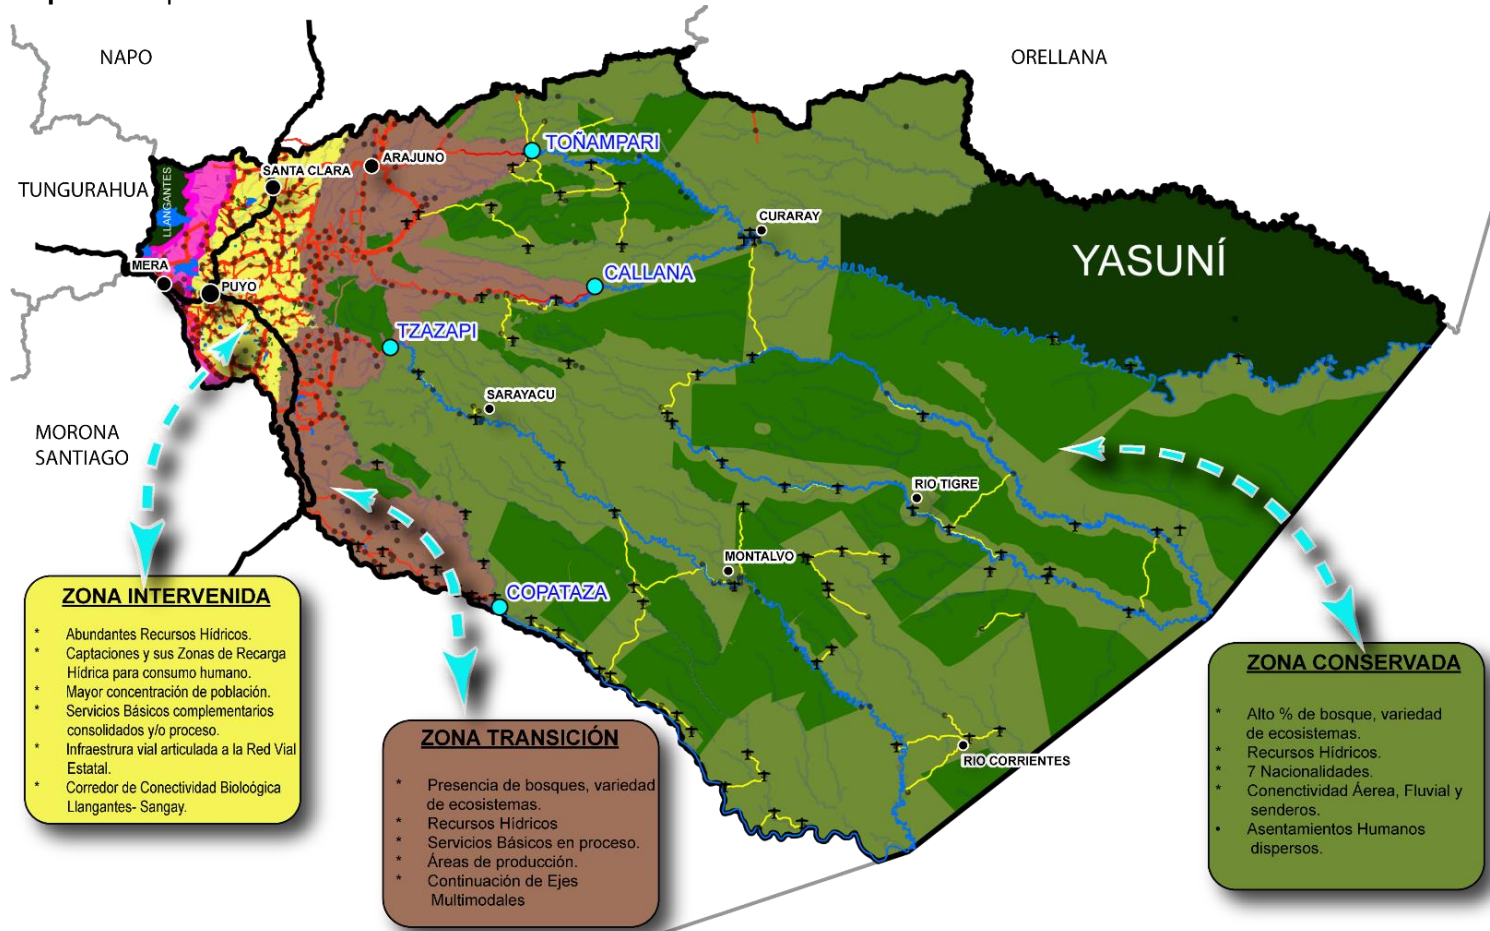 NAPO
ORELLANA
TUNGURAHUA
LLANGANTES
SANTA CLARA
ARAJUNO
TOÑAMPARI
CURARAY
YASUNÍ
MERA
PUYO
CALLANA
TZAZAPI
SARAYACU
MORONA
SANTIAGO
RIO TIGRE
MONTALVO
COPATAZA
RIO CORRIENTES
ZONA INTERVENIDA
* Abundantes Recursos Hídricos.
* Captaciones y sus Zonas de Recarga
Hídrica para consumo humano.
* Mayor concentración de población.
* Servicios Básicos complementarios
consolidados y/o proceso.
* Infraestrura vial articulada a la Red Vial
Estatal.
* Corredor de Conectividad Bioloógica
Llangantes- Sangay.
ZONA TRANSICIÓN
* Presencia de bosques, variedad
de ecosistemas.
* Recursos Hídricos
* Servicios Básicos en proceso.
* Áreas de producción.
* Continuación de Ejes
Multimodales
ZONA CONSERVADA
* Alto % de bosque, variedad
de ecosistemas.
* Recursos Hídricos.
* 7 Nacionalidades.
* Conenctividad Áerea, Fluvial y
senderos.
• Asentamientos Humanos
dispersos.